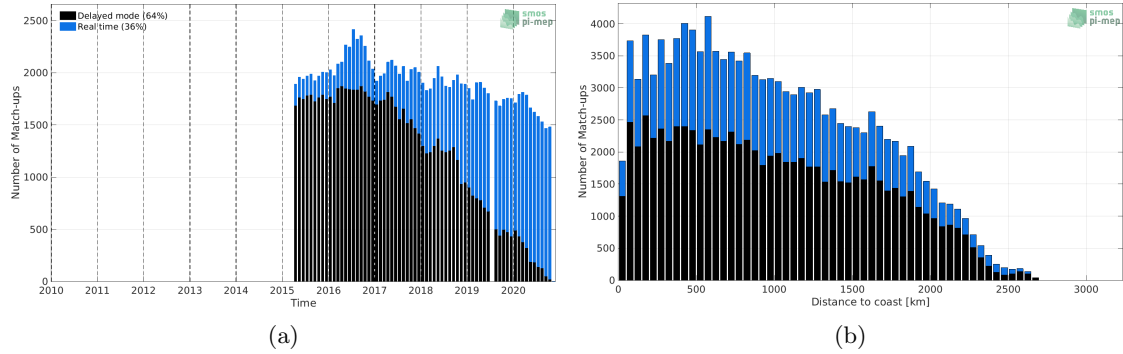 Delayed mode (64%)
Real time (36%)
smos
pi-mep
Number of Match-ups
2500
2000
1500
1000
500
0
2010 2011 2012 2013 2014 2015 2016 2017 2018 2019 2020
Time
(a)
smos
pi-mep
Number of Match-ups
4000
3500
3000
2500
2000
1500
1000
500
0
0 500 1000 1500 2000 2500 3000
Distance to coast [km]
(b)